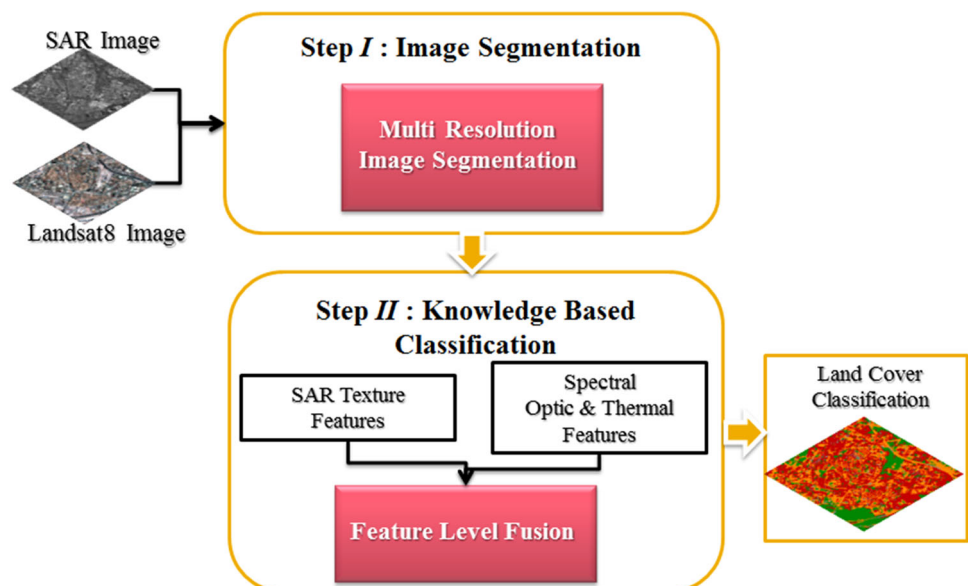 SAR Image
Landsat8 Image
Step I : Image Segmentation
Multi Resolution
Image Segmentation
Step II : Knowledge Based
Classification
SAR Texture
Features
Spectral
Optic & Thermal
Features
Feature Level Fusion
Land Cover
Classification